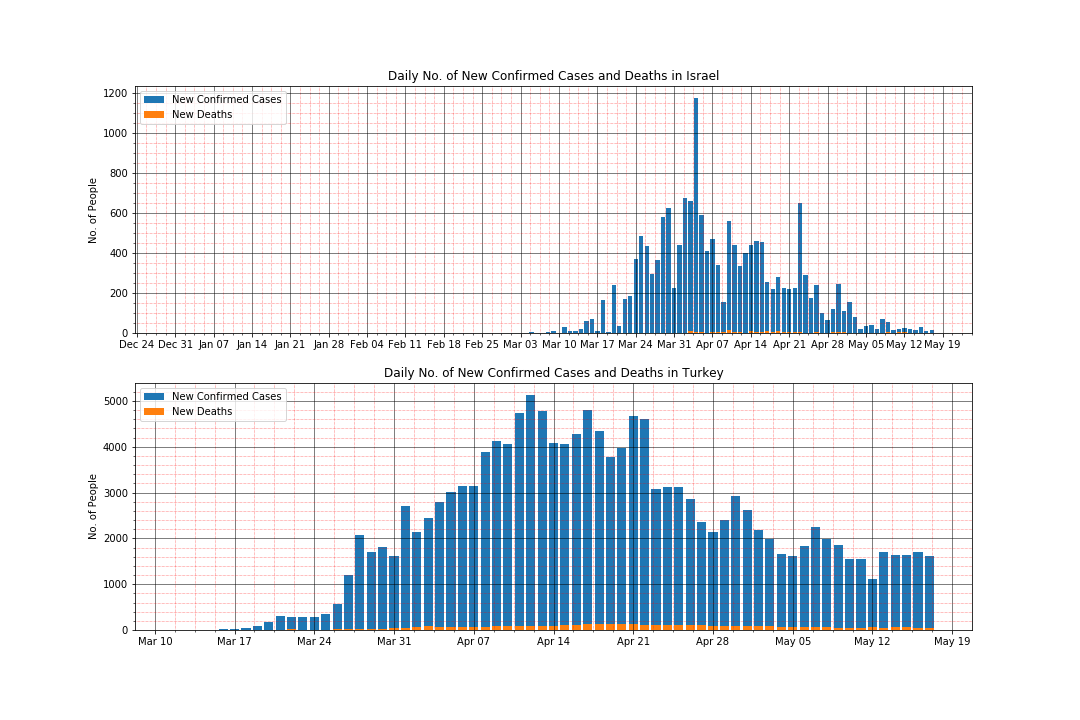 Daily No. of New Confirmed Cases and Deaths in Israel
1200
1000
800
600
400
200
0
No. of People
New Confirmed Cases
New Deaths
Dec 24 Dec 31 Jan 07 Jan 14 Jan 21 Jan 28 Feb 04 Feb 11 Feb 18 Feb 25 Mar 03 Mar 10 Mar 17 Mar 24 Mar 31 Apr 07 Apr 14 Apr 21 Apr 28 May 05 May 12 May 19
Daily No. of New Confirmed Cases and Deaths in Turkey
5000
4000
3000
2000
1000
0
No. of People
New Confirmed Cases
New Deaths
Mar 10 Mar 17 Mar 24 Mar 31 Apr 07 Apr 14 Apr 21 Apr 28 May 05 May 12 May 19